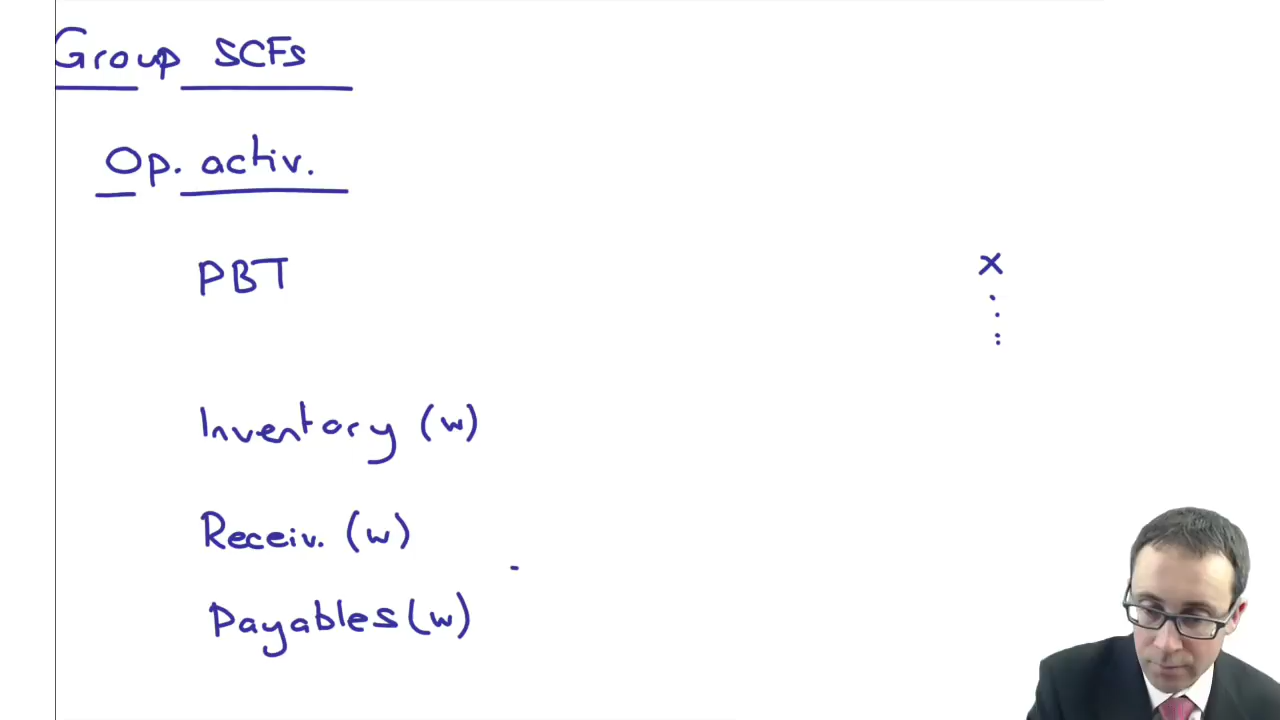 Group SCFs
Op. activ.
PBT
x
Inventory (w)
Receiv. (w)
Payables (w)